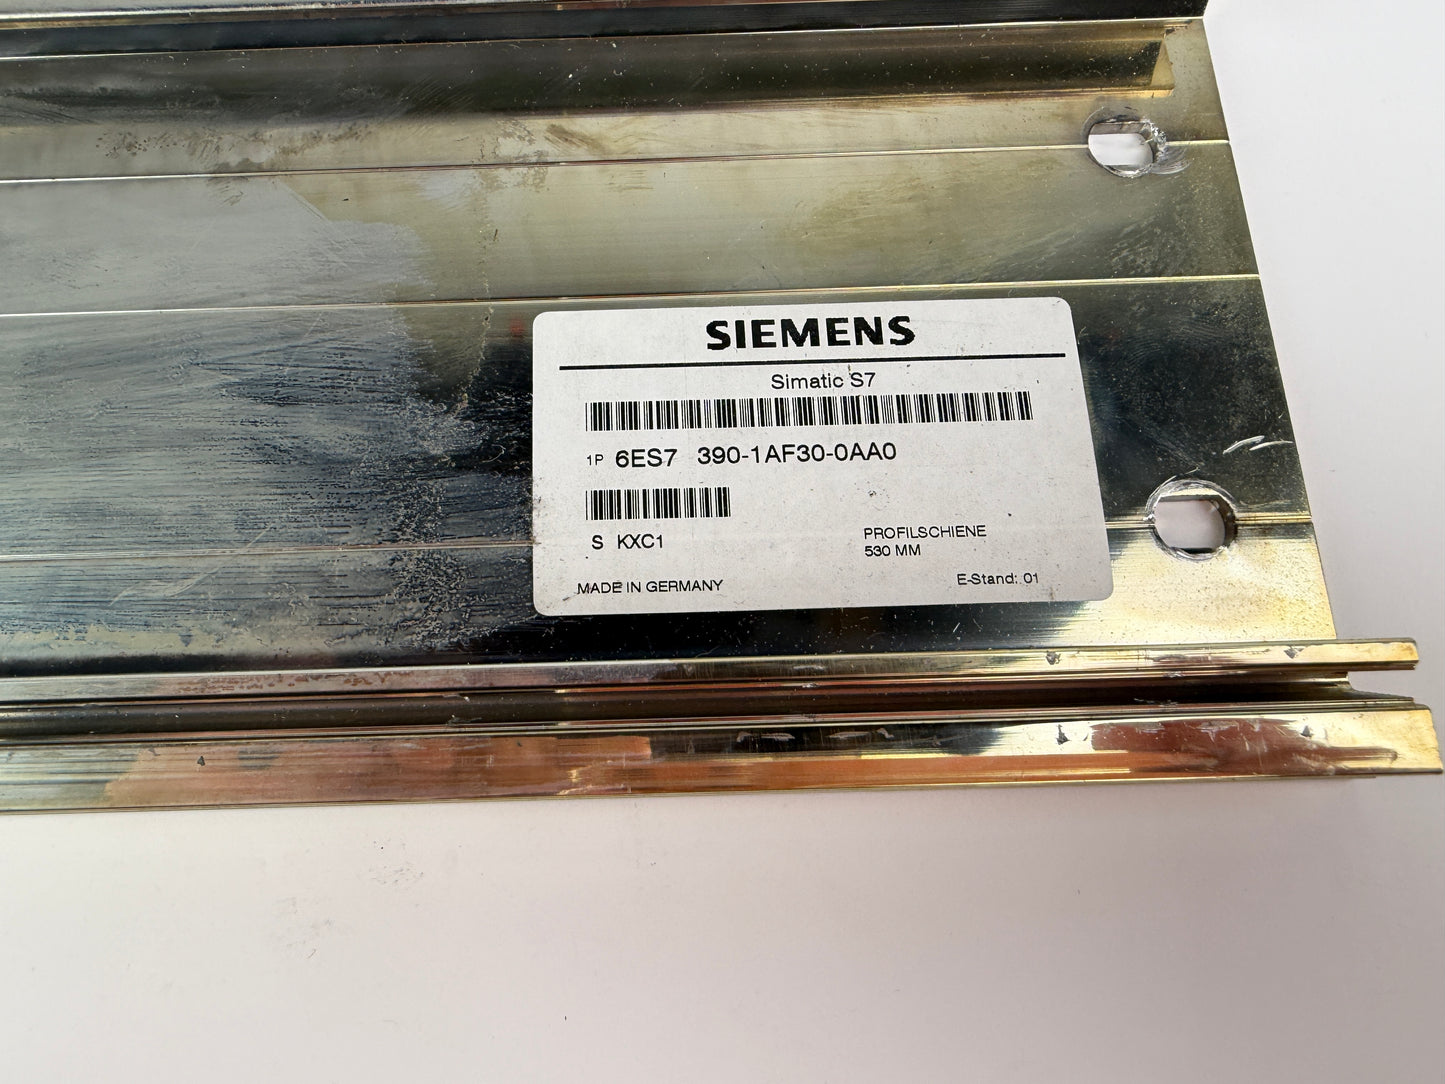 SIEMENS
Simatic S7
1P 6ES7 390-1AF30-0AA0
S KXC1
PROFILSCHIENE
530 MM
MADE IN GERMANY
E-Stand: 01